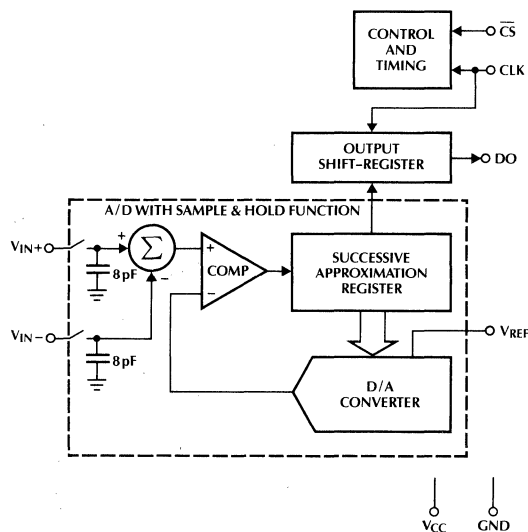 CONTROL
AND
TIMING
CS
CLK
OUTPUT
SHIFT-REGISTER
DO
A/D WITH SAMPLE & HOLD FUNCTION
VIN+
+
Σ
−
8pF
+
COMP
−
SUCCESSIVE
APPROXIMATION
REGISTER
VIN−
8pF
VREF
D/A
CONVERTER
VCC
GND